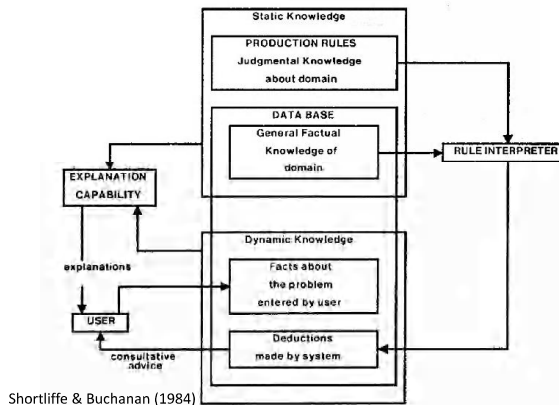 Static Knowledge
PRODUCTION RULES
Judgmental Knowledge
about domain
DATA BASE
General Factual
Knowledge of
domain
RULE INTERPRETER
EXPLANATION
CAPABILITY
Dynamic Knowledge
Facts about
the problem
entered by user
explanations
USER
Deductions
made by system
consultative
advice
Shortliffe & Buchanan (1984)